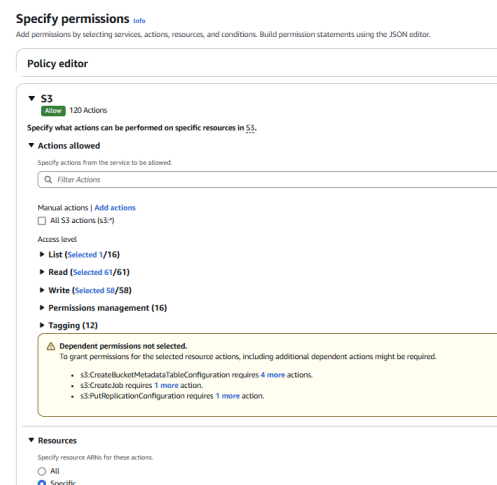 Specify permissions Info
Add permissions by selecting services, actions, resources, and conditions. Build permission statements using the JSON editor.
Policy editor
S3
Allow 120 Actions
Specify what actions can be performed on specific resources in S3.
Actions allowed
Specify actions from the service to be allowed.
Filter Actions
Manual actions | Add actions
All S3 actions (s3:*)
Access level
List (Selected 1/16)
Read (Selected 61/61)
Write (Selected 58/58)
Permissions management (16)
Tagging (12)
Dependent permissions not selected.
To grant permissions for the selected resource actions, including additional dependent actions might be required.
• s3:CreateBucketMetadataTableConfiguration requires 4 more actions.
• s3:CreateJob requires 1 more action.
• s3:PutReplicationConfiguration requires 1 more action.
Resources
Specify resource ARNs for these actions.
All
Specific